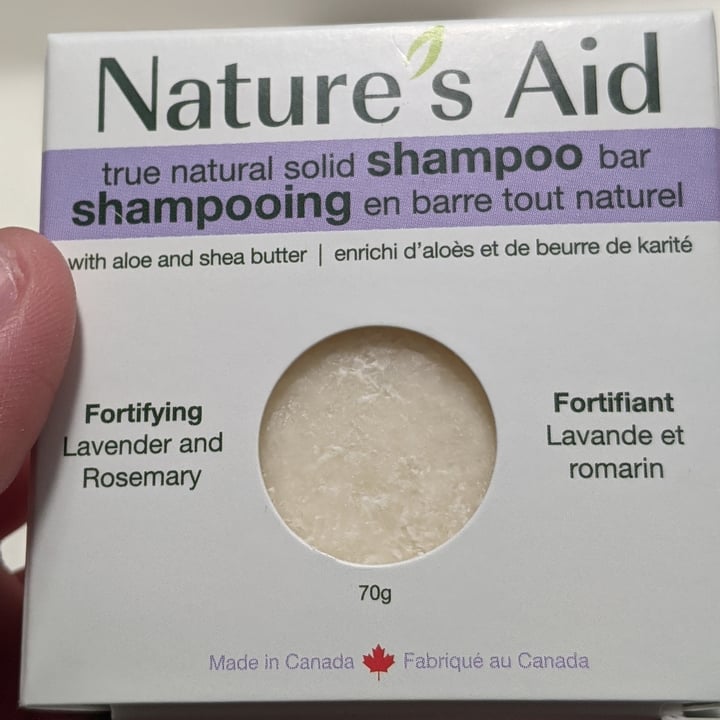 Nature's Aid
true natural solid shampoo bar
shampooing en barre tout naturel
with aloe and shea butter | enrichi d'aloès et de beurre de karité
Fortifying
Lavender and
Rosemary
Fortifiant
Lavande et
romarin
70g
Made in Canada Fabriqué au Canada